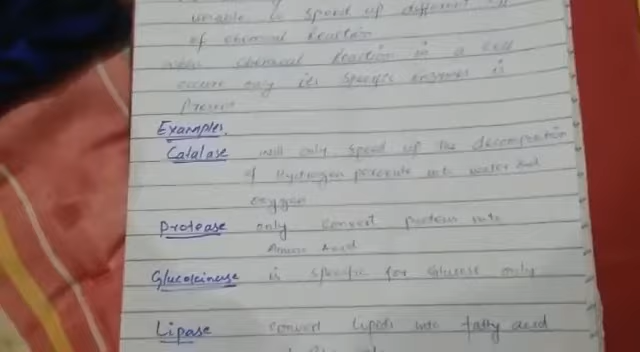 unable to speed up different
of chemical Reaction
chemical Reaction in a cell
occurs only its specific enzymes is
Present
Examples.
Catalase will only speed up the decomposition
of Hydrogen peroxide into water and
oxygen
Protease only convert protein into
Amino Acid
Glucokinase is specific for Glucose only
Lipase convert lipids into fatty acid